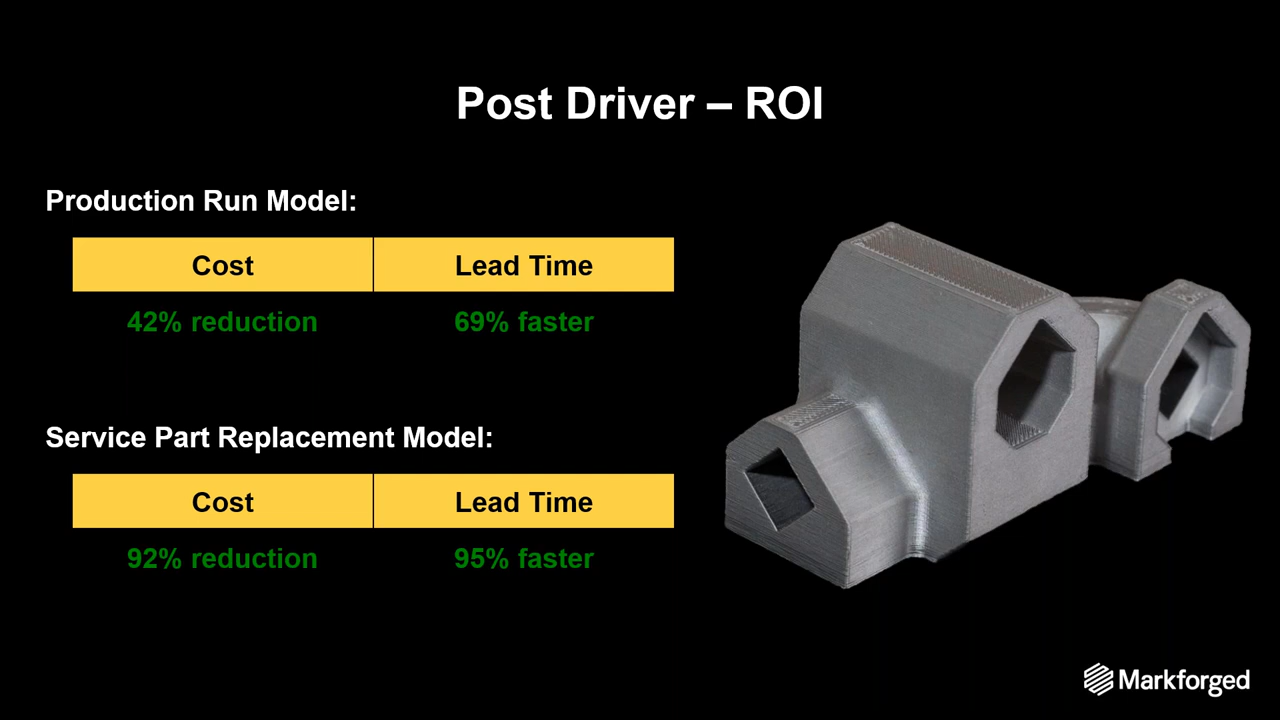 Post Driver – ROI
Production Run Model:
Cost Lead Time
42% reduction 69% faster
Service Part Replacement Model:
Cost Lead Time
92% reduction 95% faster
Markforged